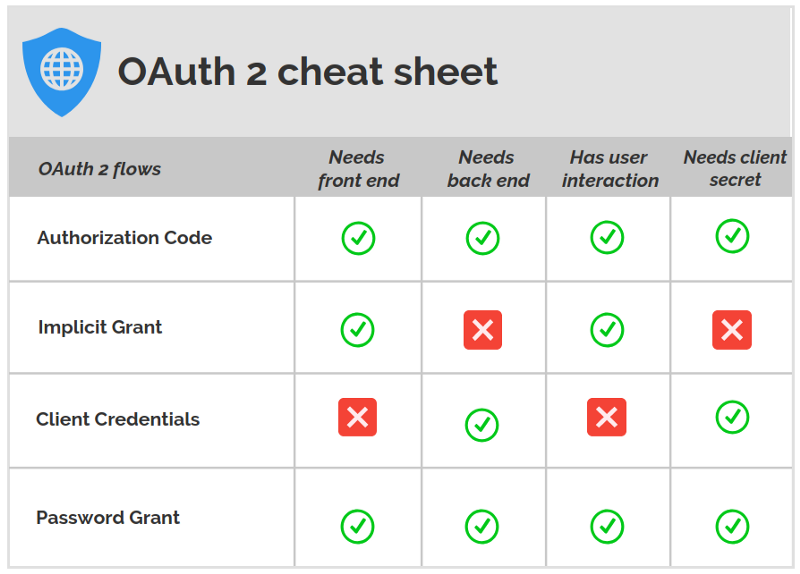 OAuth 2 cheat sheet
OAuth 2 flows
Needs
front end
Needs
back end
Has user
interaction
Needs client
secret
Authorization Code
Implicit Grant
Client Credentials
Password Grant